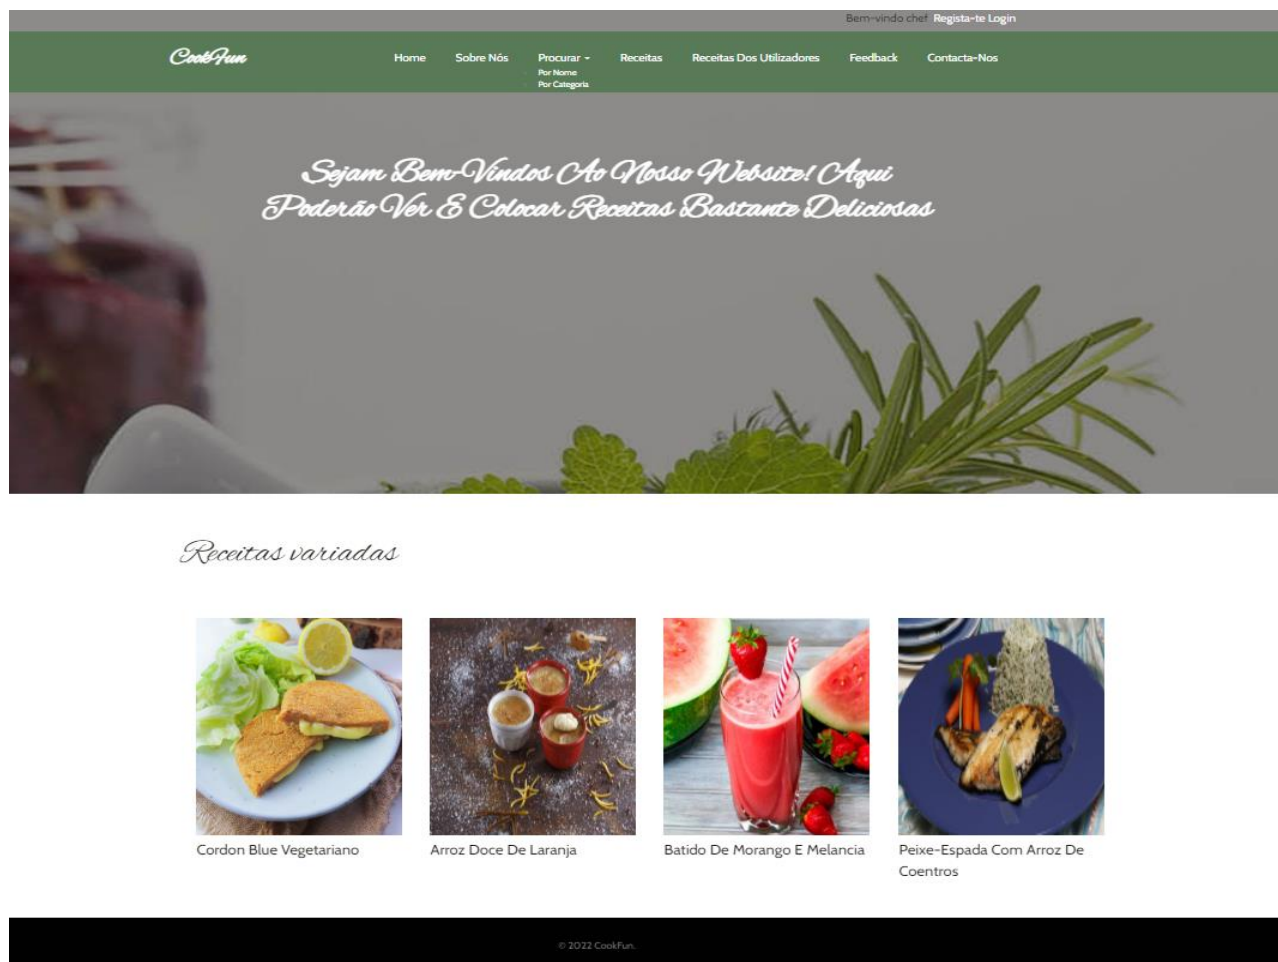 Bem-vindo chef Regista-te Login
CookFun
Home Sobre Nós Procurar Receitas Receitas Dos Utilizadores Feedback Contacta-Nos
Por Nome
Por Categoria
Sejam Bem-Vindos Ao Nosso Website! Aqui
Poderão Ver E Colocar Receitas Bastante Deliciosas
Receitas variadas
Cordon Blue Vegetariano
Arroz Doce De Laranja
Batido De Morango E Melancia
Peixe-Espada Com Arroz De
Coentros
© 2022 CookFun.